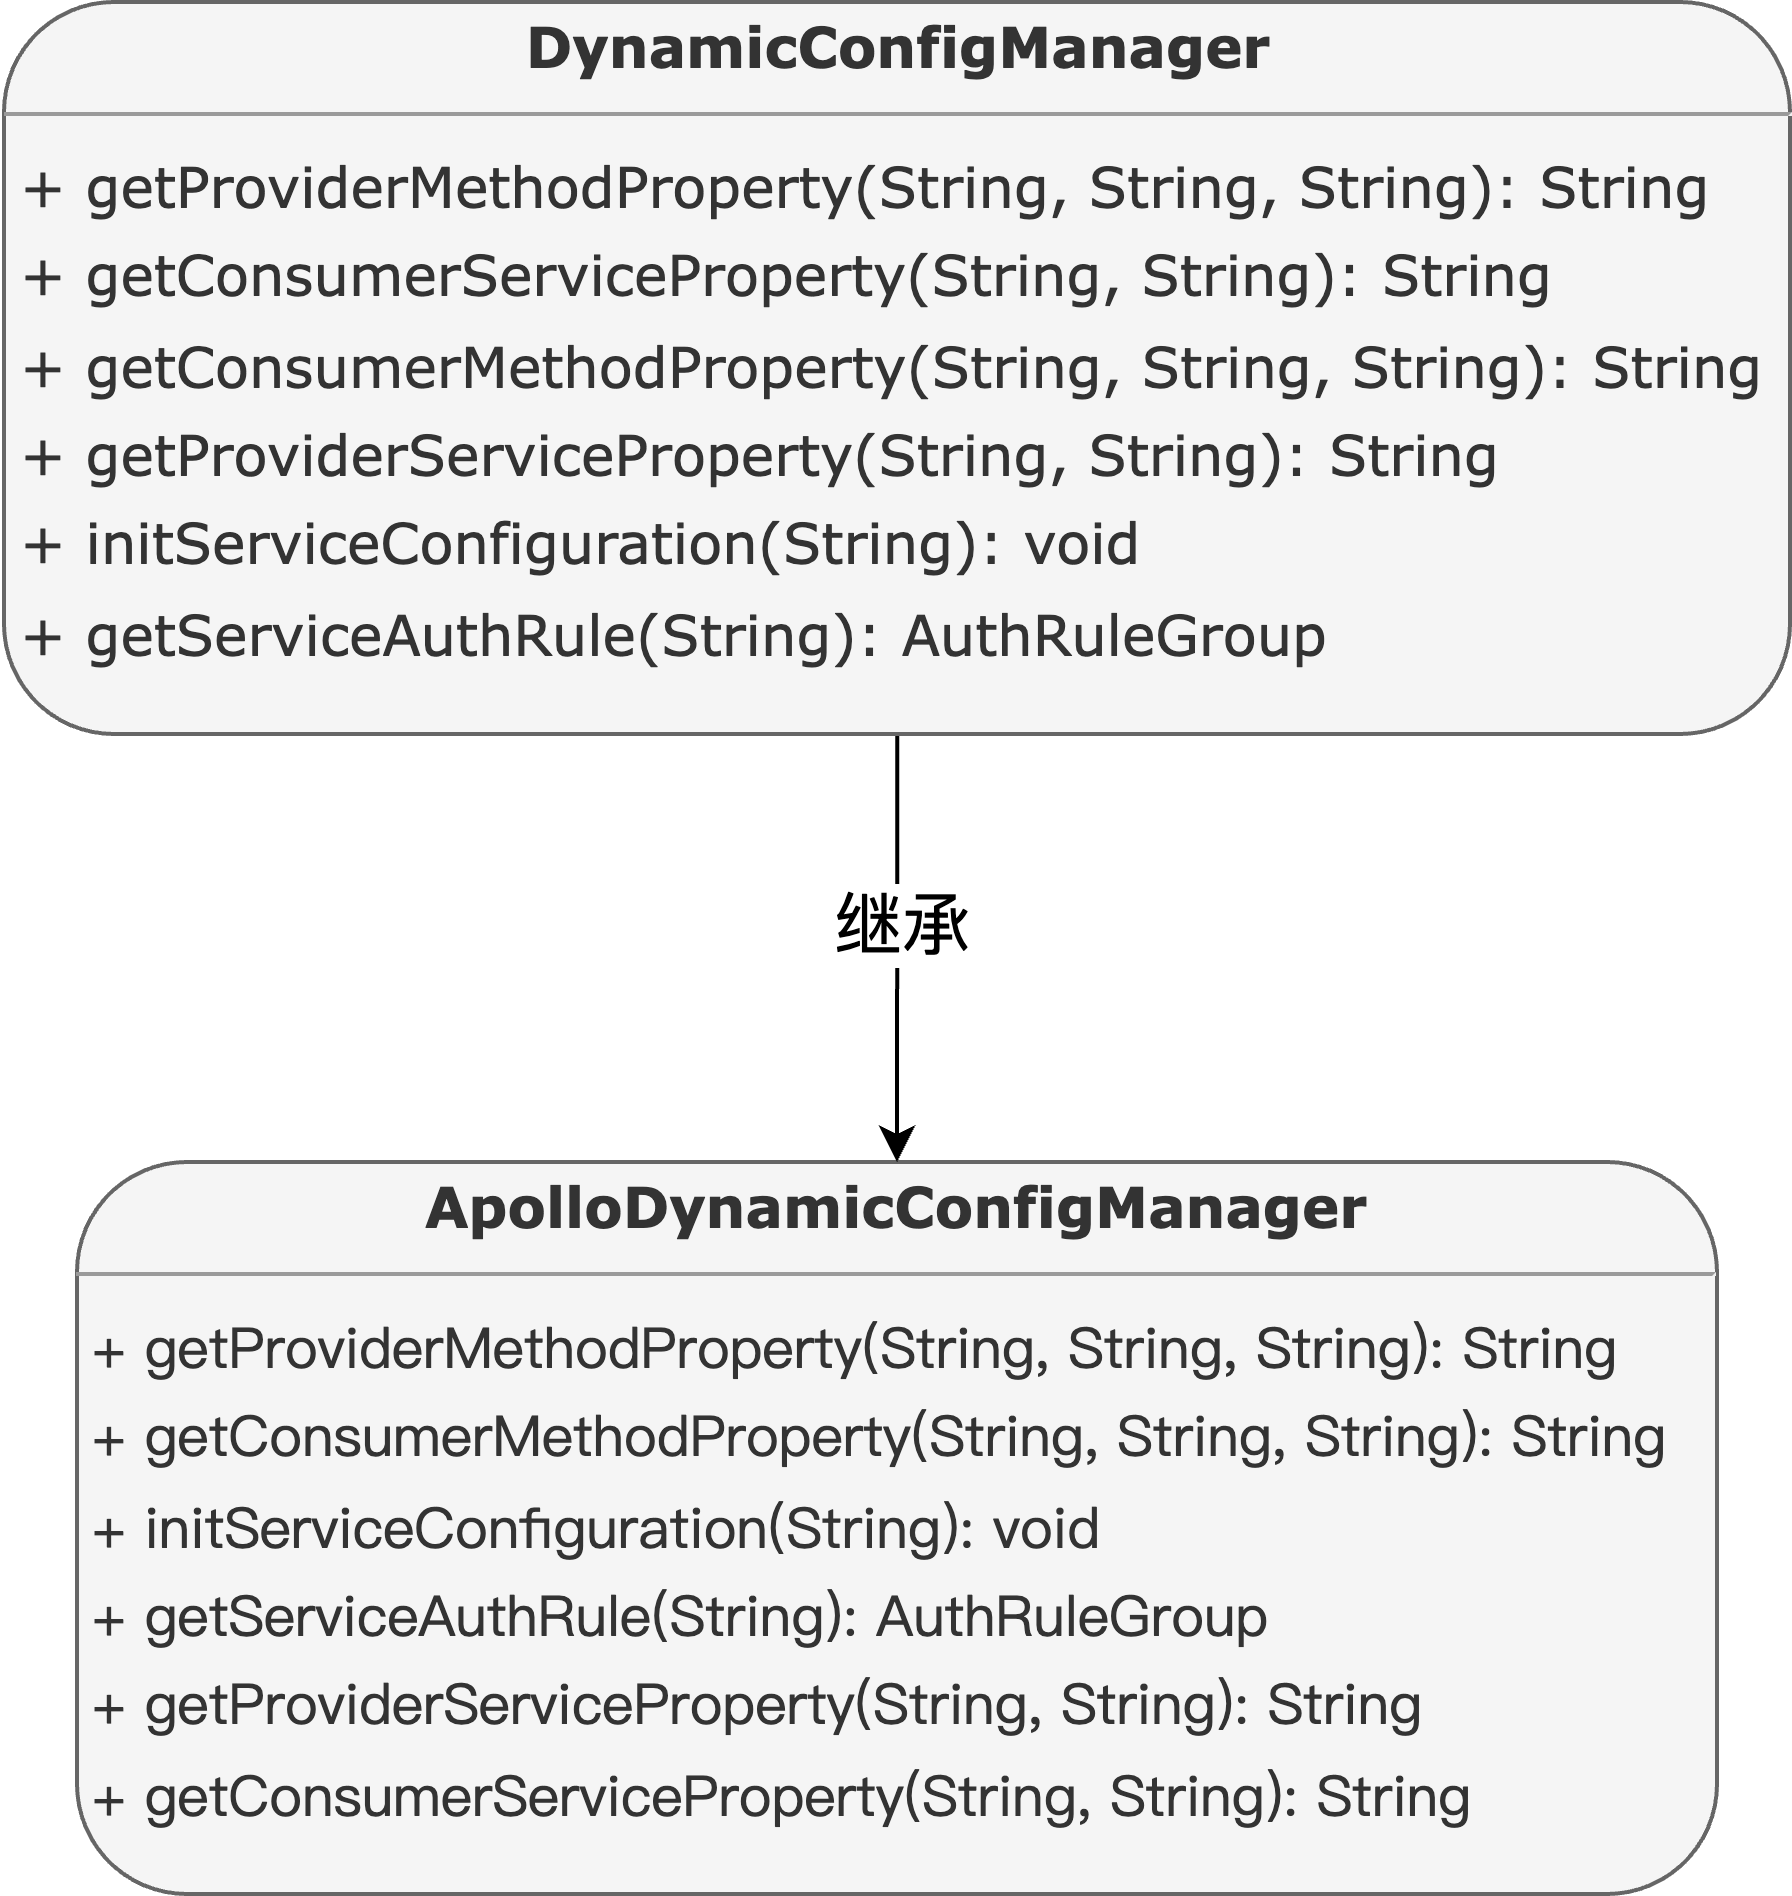 DynamicConfigManager
+ getProviderMethodProperty(String, String, String): String
+ getConsumerServiceProperty(String, String): String
+ getConsumerMethodProperty(String, String, String): String
+ getProviderServiceProperty(String, String): String
+ initServiceConfiguration(String): void
+ getServiceAuthRule(String): AuthRuleGroup
继承
ApolloDynamicConfigManager
+ getProviderMethodProperty(String, String, String): String
+ getConsumerMethodProperty(String, String, String): String
+ initServiceConfiguration(String): void
+ getServiceAuthRule(String): AuthRuleGroup
+ getProviderServiceProperty(String, String): String
+ getConsumerServiceProperty(String, String): String